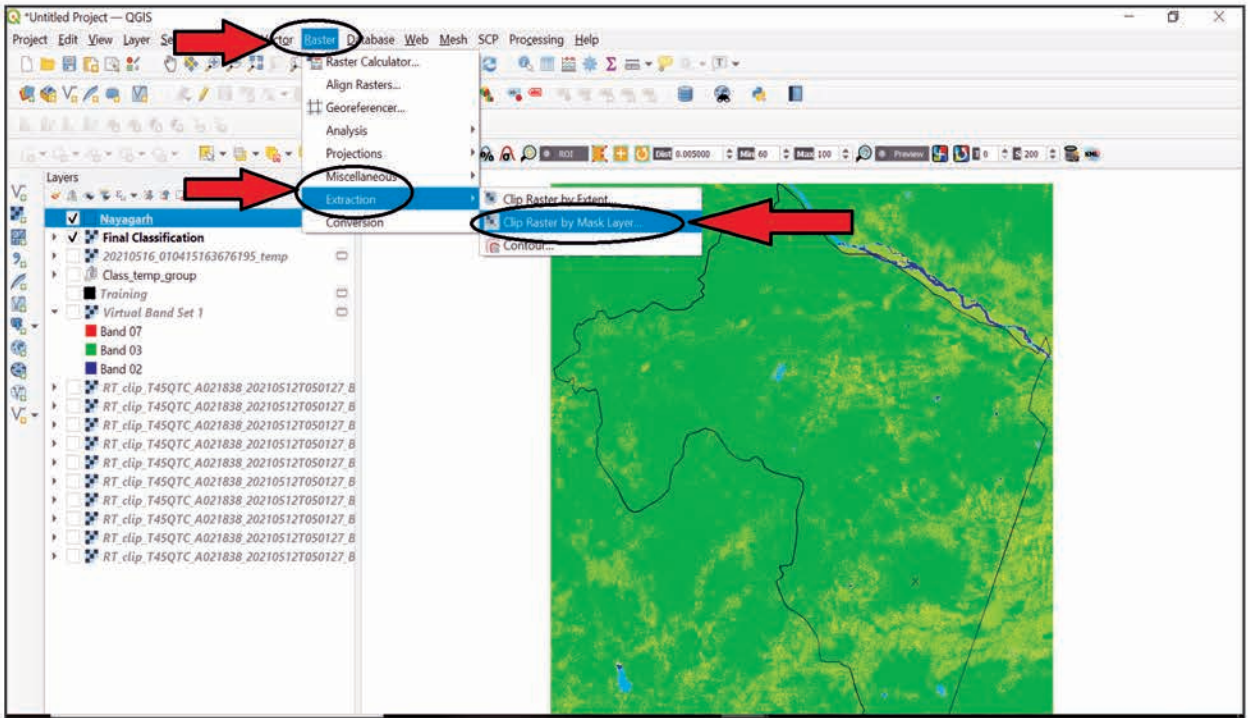 *Untitled Project — QGIS
Project Edit View Layer Se ctor Raster Database Web Mesh SCP Processing Help
Raster Calculator...
Align Rasters...
Georeferencer...
Analysis
Projections
Miscellaneous
Extraction
Conversion
Clip Raster by Extent...
Clip Raster by Mask Layer...
Contour...
ROI Dist 0.005000 Min 60 Max 100 Preview T 0 S 200 KML
Layers
Nayagarh
Final Classification
20210516_010415163676195_temp
Class_temp_group
Training
Virtual Band Set 1
Band 07
Band 03
Band 02
RT_clip_T45QTC_A021838_20210512T050127_B
RT_clip_T45QTC_A021838_20210512T050127_B
RT_clip_T45QTC_A021838_20210512T050127_B
RT_clip_T45QTC_A021838_20210512T050127_B
RT_clip_T45QTC_A021838_20210512T050127_B
RT_clip_T45QTC_A021838_20210512T050127_B
RT_clip_T45QTC_A021838_20210512T050127_B
RT_clip_T45QTC_A021838_20210512T050127_B
RT_clip_T45QTC_A021838_20210512T050127_B
RT_clip_T45QTC_A021838_20210512T050127_B